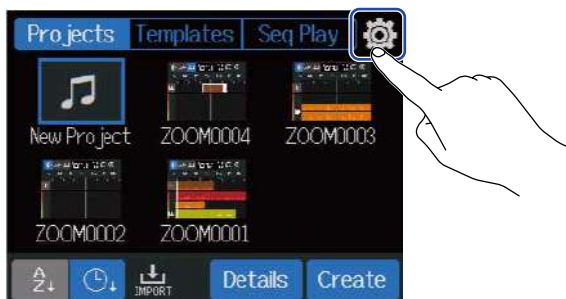 Projects Templates Seq Play
New Project ZOOM0004 ZOOM0003
ZOOM0002 ZOOM0001
A
Z↓ IMPORT Details Create